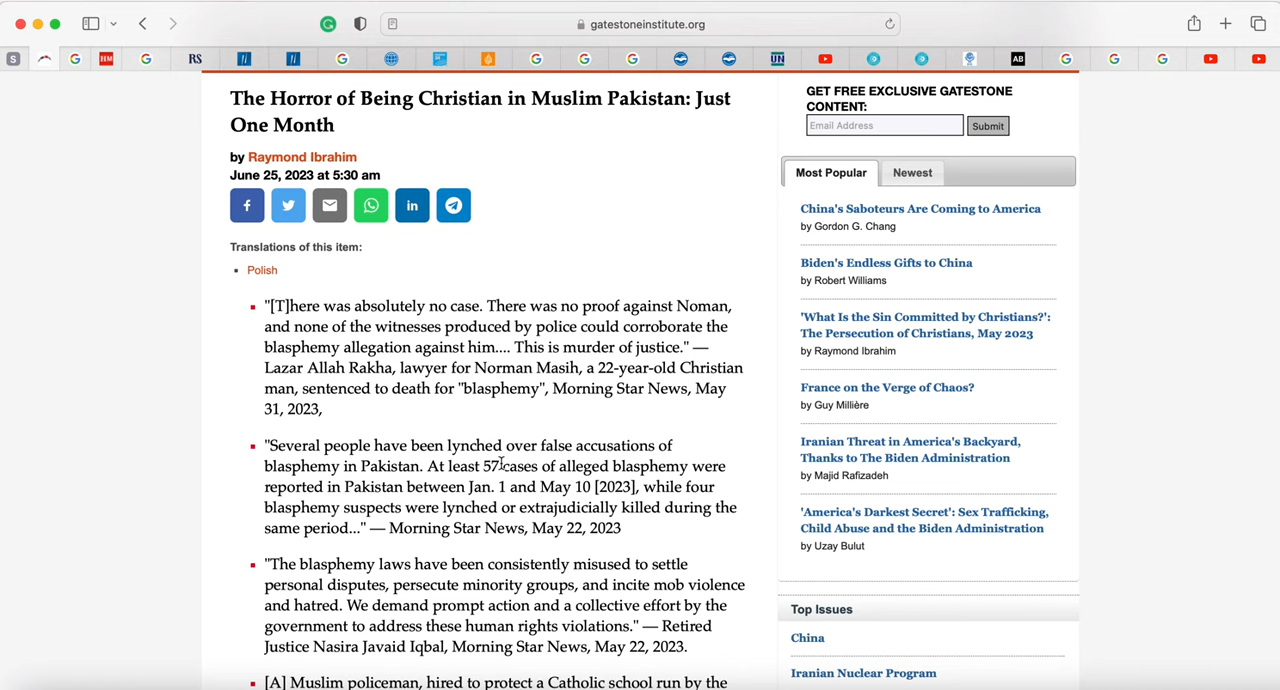 gatestoneinstitute.org
S
RS
UN
AB
The Horror of Being Christian in Muslim Pakistan: Just
One Month
by Raymond Ibrahim
June 25, 2023 at 5:30 am
Translations of this item:
Polish
"[T]here was absolutely no case. There was no proof against Noman,
and none of the witnesses produced by police could corroborate the
blasphemy allegation against him.... This is murder of justice." —
Lazar Allah Rakha, lawyer for Norman Masih, a 22-year-old Christian
man, sentenced to death for "blasphemy", Morning Star News, May
31, 2023,
"Several people have been lynched over false accusations of
blasphemy in Pakistan. At least 57 cases of alleged blasphemy were
reported in Pakistan between Jan. 1 and May 10 [2023], while four
blasphemy suspects were lynched or extrajudicially killed during the
same period..." — Morning Star News, May 22, 2023
"The blasphemy laws have been consistently misused to settle
personal disputes, persecute minority groups, and incite mob violence
and hatred. We demand prompt action and a collective effort by the
government to address these human rights violations." — Retired
Justice Nasira Javaid Iqbal, Morning Star News, May 22, 2023.
[A] Muslim policeman, hired to protect a Catholic school run by the
GET FREE EXCLUSIVE GATESTONE
CONTENT:
Email Address
Submit
Most Popular
Newest
China's Saboteurs Are Coming to America
by Gordon G. Chang
Biden's Endless Gifts to China
by Robert Williams
'What Is the Sin Committed by Christians?':
The Persecution of Christians, May 2023
by Raymond Ibrahim
France on the Verge of Chaos?
by Guy Millière
Iranian Threat in America's Backyard,
Thanks to The Biden Administration
by Majid Rafizadeh
'America's Darkest Secret': Sex Trafficking,
Child Abuse and the Biden Administration
by Uzay Bulut
Top Issues
China
Iranian Nuclear Program